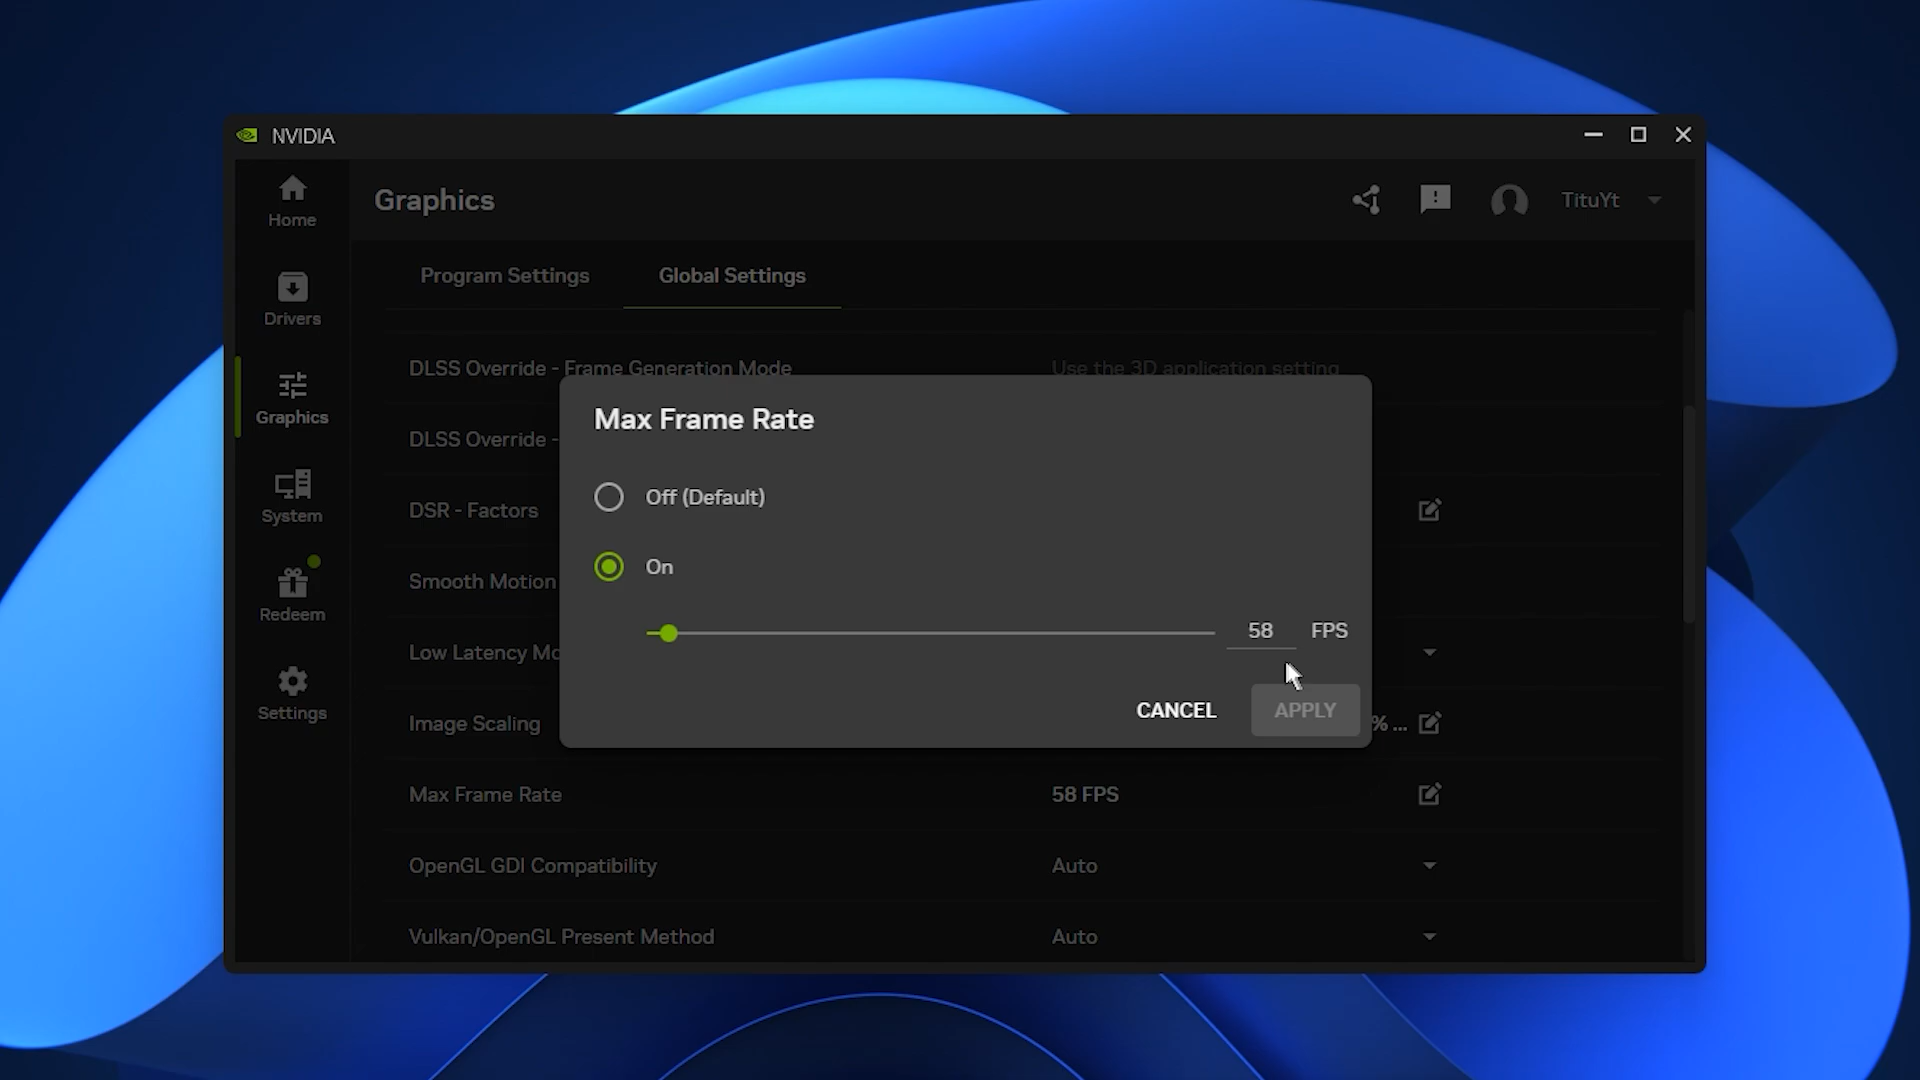 NVIDIA
Home
Graphics
TituYt
Program Settings
Global Settings
Drivers
DLSS Override - Frame Generation Mode
Use the 3D application setting
Graphics
Max Frame Rate
DLSS Override -
Off (Default)
System
DSR - Factors
On
Redeem
Smooth Motion
58 FPS
Low Latency Mo
Settings
CANCEL
APPLY
Image Scaling
% ...
Max Frame Rate
58 FPS
OpenGL GDI Compatibility
Auto
Vulkan/OpenGL Present Method
Auto